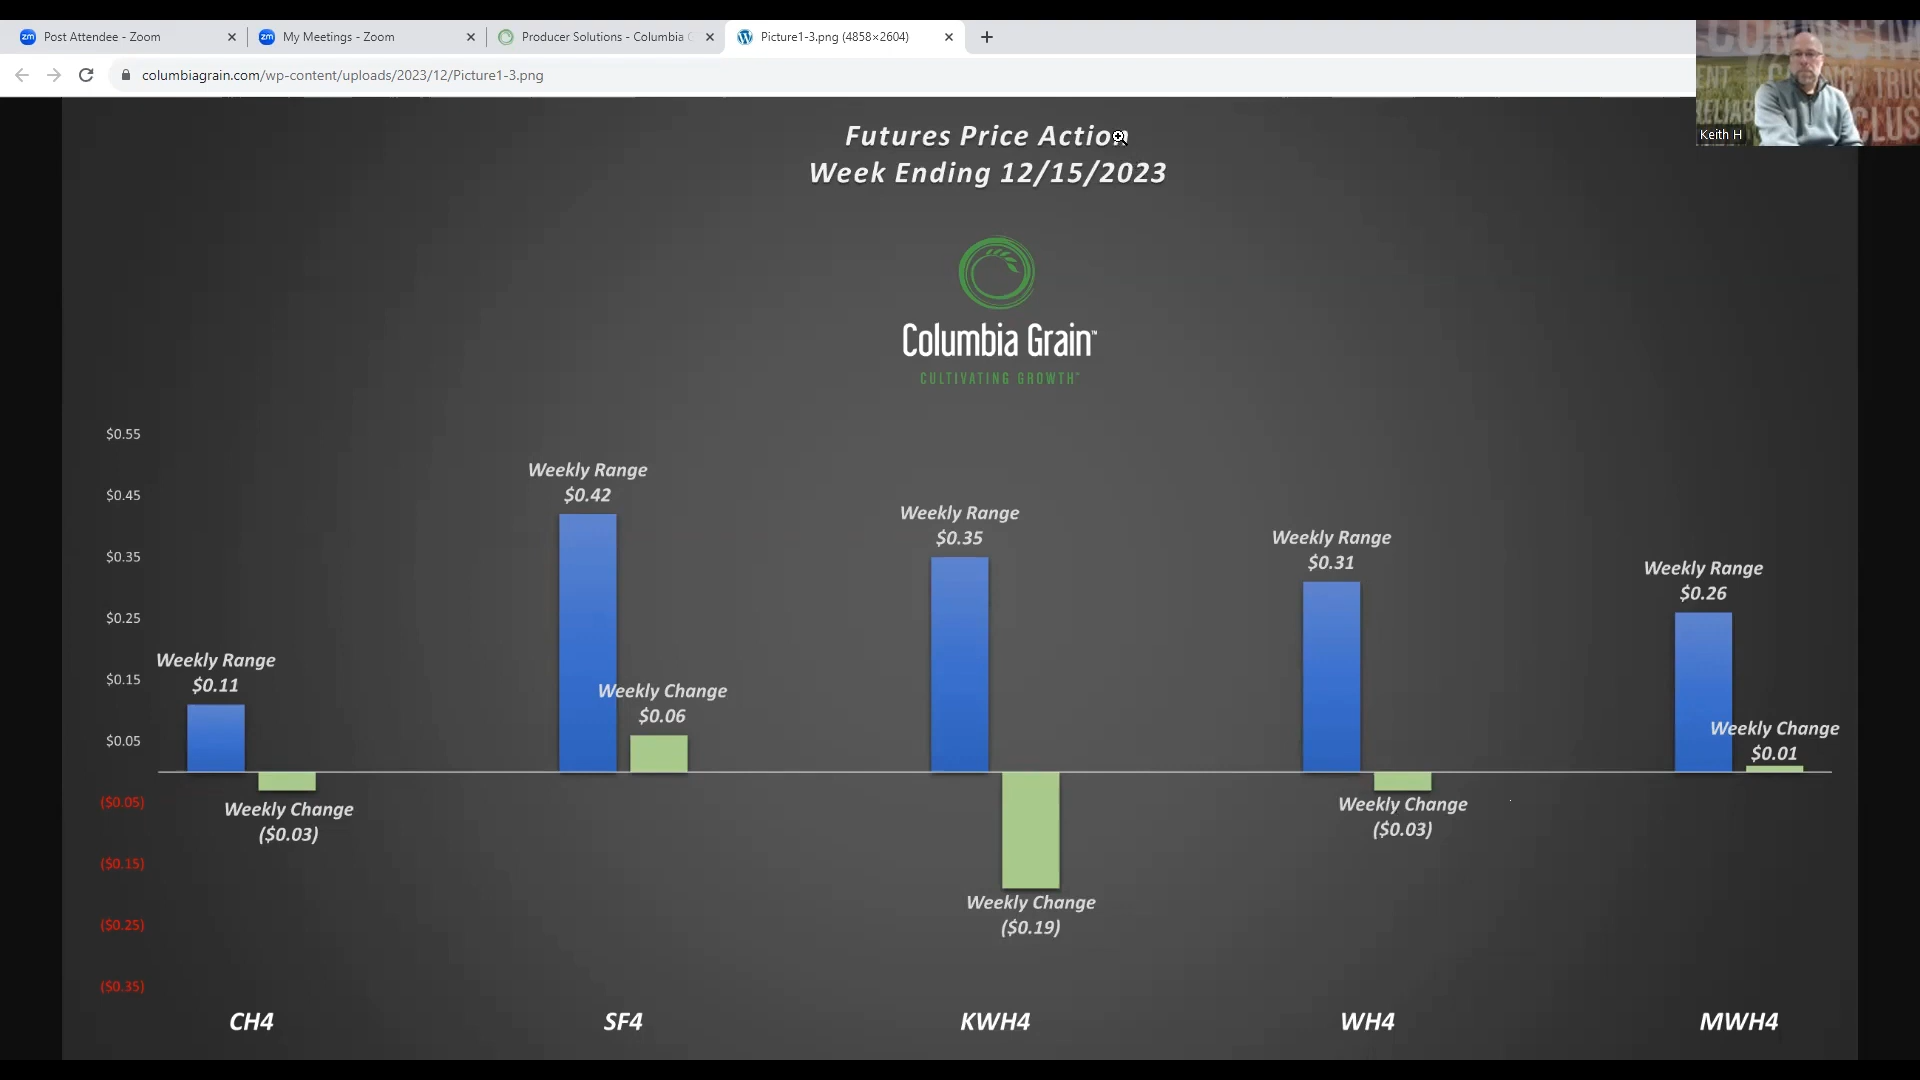 Post Attendee - Zoom
My Meetings - Zoom
Producer Solutions - Columbia
Picture1-3.png (4858×2604)
columbiagrain.com/wp-content/uploads/2023/12/Picture1-3.png
Keith H
Futures Price Action
Week Ending 12/15/2023
Columbia Grain™
CULTIVATING GROWTH™
$0.55
$0.45
$0.35
$0.25
$0.15
$0.05
($0.05)
($0.15)
($0.25)
($0.35)
Weekly Range
$0.11
Weekly Change
($0.03)
Weekly Range
$0.42
Weekly Change
$0.06
Weekly Range
$0.35
Weekly Change
($0.19)
Weekly Range
$0.31
Weekly Change
($0.03)
Weekly Range
$0.26
Weekly Change
$0.01
CH4
SF4
KWH4
WH4
MWH4